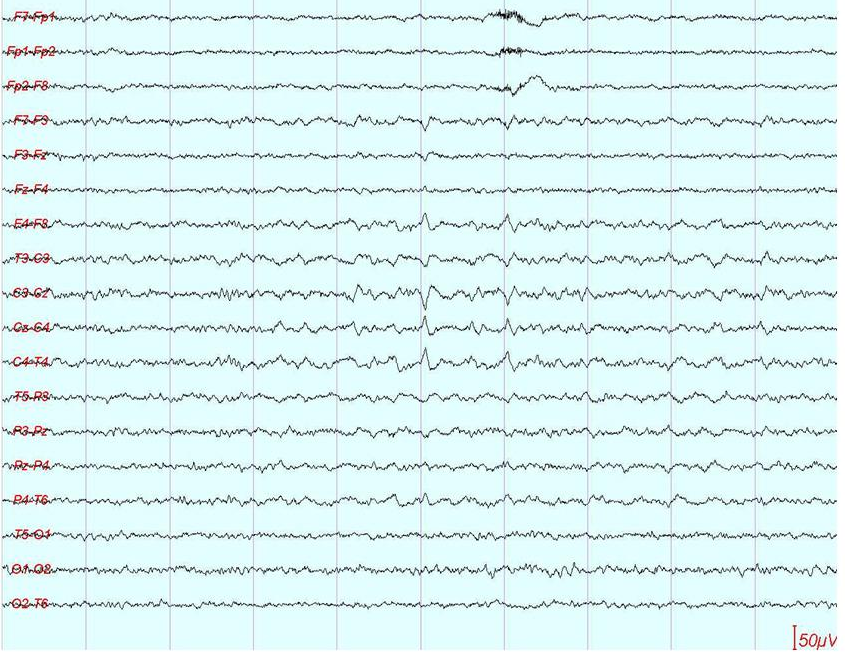 F7-Fp1
Fp1-Fp2
Fp2-F8
F7-F3
F3-Fz
Fz-F4
F4-F8
T3-C3
C3-Cz
Cz-C4
C4-T4
T5-P3
P3-Pz
Pz-P4
P4-T6
T5-O1
O1-O2
O2-T6
50µV